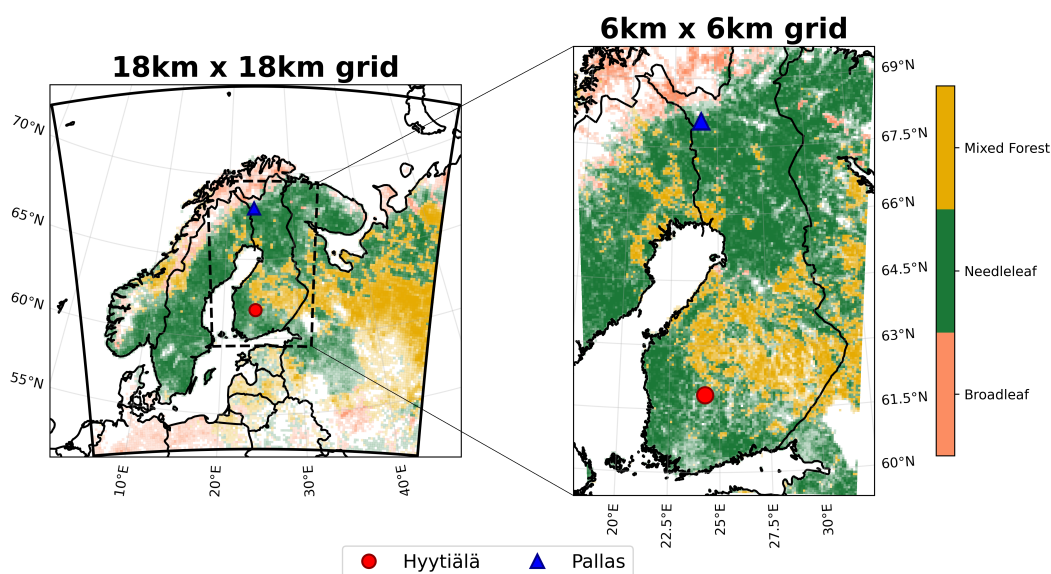 18km x 18km grid
6km x 6km grid
70°N
65°N
60°N
55°N
10°E
20°E
30°E
40°E
69°N
67.5°N
66°N
64.5°N
63°N
61.5°N
60°N
20°E
22.5°E
25°E
27.5°E
30°E
Mixed Forest
Needleleaf
Broadleaf
Hyytiälä
Pallas